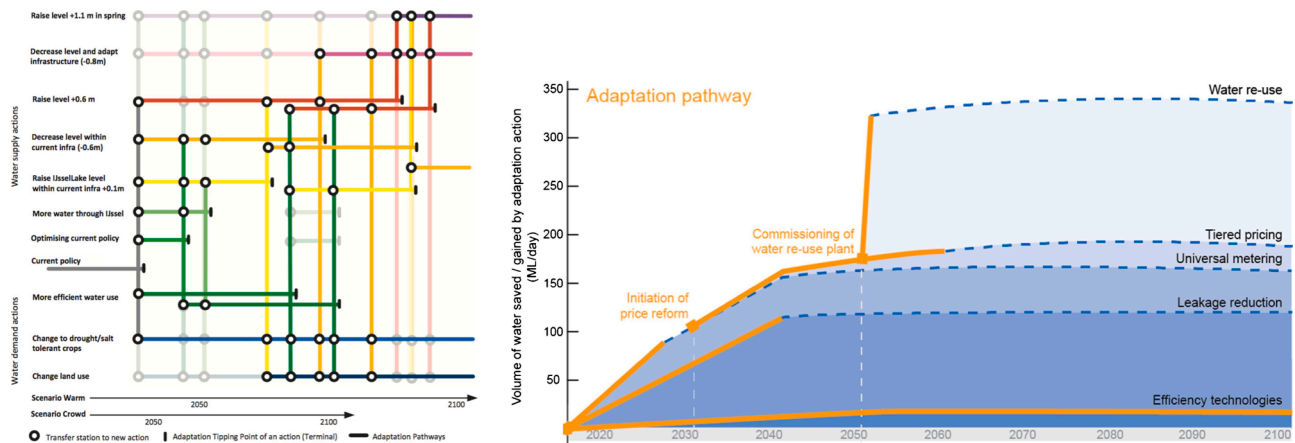 Raise level +1.1 m in spring
Decrease level and adapt
infrastructure (-0.8m)
Raise level +0.6 m
Decrease level within
current infra (-0.6m)
Raise IJsselLake level
within current infra +0.1m
More water through IJssel
Optimising current policy
Current policy
More efficient water use
Change to drought/salt
tolerant crops
Change land use
Water supply actions
Water demand actions
Scenario Warm
2050
2100
Scenario Crowd
2050
2100
Transfer station to new action
Adaptation Tipping Point of an action (Terminal)
Adaptation Pathways
Adaptation pathway
Volume of water saved / gained by adaptation action
(ML/day)
350
300
250
200
150
100
50
Water re-use
Commissioning of
water re-use plant
Tiered pricing
Universal metering
Initiation of
price reform
Leakage reduction
Efficiency technologies
2020
2030
2040
2050
2060
2070
2080
2090
2100